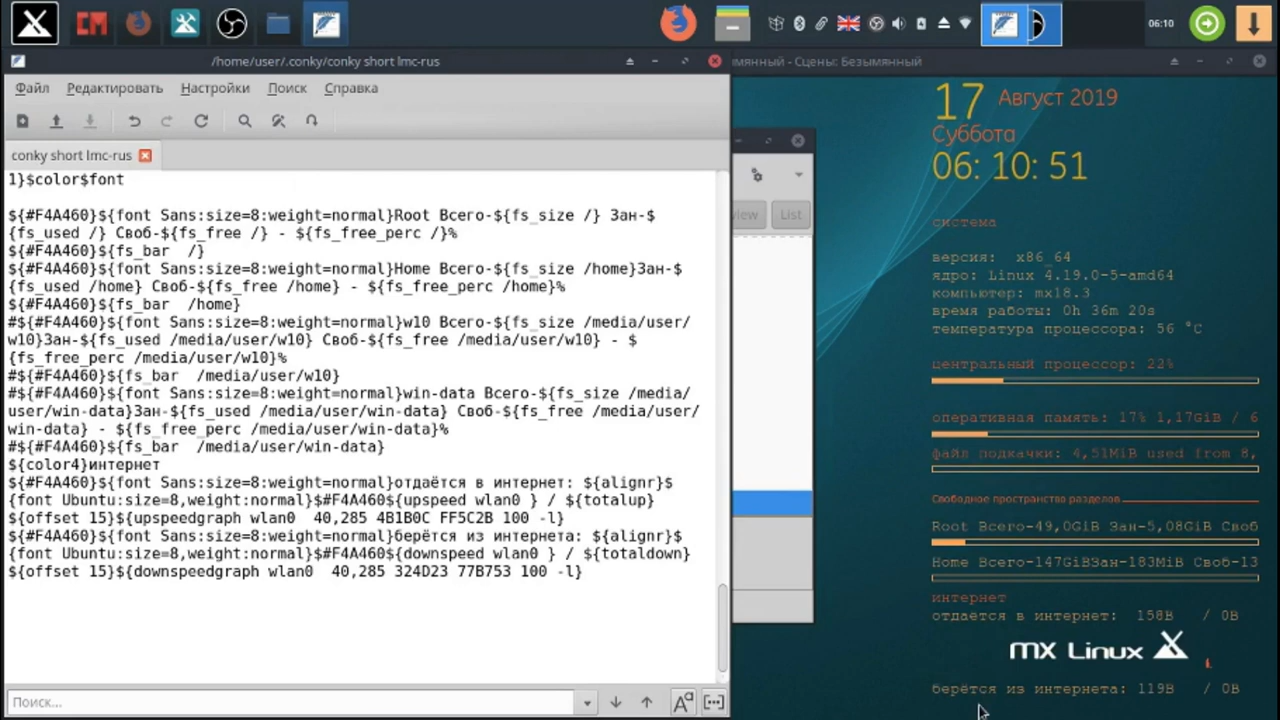 06:10
/home/user/.conky/conky short lmc-rus
мянный - Сцены: Безымянный
Файл
Редактировать
Настройки
Поиск
Справка
conky short lmc-rus
1}$color$font
${#F4A460}${font Sans:size=8:weight=normal}Root Всего-${fs_size /} Зан-$
{fs_used /} Своб-${fs_free /} - ${fs_free_perc /}%
${#F4A460}${fs_bar  /}
${#F4A460}${font Sans:size=8:weight=normal}Home Всего-${fs_size /home}Зан-$
{fs_used /home} Своб-${fs_free /home} - ${fs_free_perc /home}%
${#F4A460}${fs_bar  /home}
#${#F4A460}${font Sans:size=8:weight=normal}w10 Всего-${fs_size /media/user/
w10}Зан-${fs_used /media/user/w10} Своб-${fs_free /media/user/w10} - $
{fs_free_perc /media/user/w10}%
#${#F4A460}${fs_bar  /media/user/w10}
#${#F4A460}${font Sans:size=8:weight=normal}win-data Всего-${fs_size /media/
user/win-data}Зан-${fs_used /media/user/win-data} Своб-${fs_free /media/user/
win-data} - ${fs_free_perc /media/user/win-data}%
#${#F4A460}${fs_bar  /media/user/win-data}
${color4}интернет
${#F4A460}${font Sans:size=8:weight=normal}отдаётся в интернет: ${alignr}$
{font Ubuntu:size=8,weight:normal}$#F4A460${upspeed wlan0 } / ${totalup}
${offset 15}${upspeedgraph wlan0  40,285 4B1B0C FF5C2B 100 -l}
${#F4A460}${font Sans:size=8:weight=normal}берётся из интернета: ${alignr}$
{font Ubuntu:size=8,weight:normal}$#F4A460${downspeed wlan0 } / ${totaldown}
${offset 15}${downspeedgraph wlan0  40,285 324D23 77B753 100 -l}
Поиск...
iew
List
17 Август 2019
Суббота
06: 10: 51
система
версия:  x86_64
ядро: Linux 4.19.0-5-amd64
компьютер: mx18.3
время работы: 0h 36m 20s
температура процессора: 56 °C
центральный процессор: 22%
оперативная память: 17% 1,17GiB / 6
файл подкачки: 4,51MiB used from 8,
Свободное пространство разделов
Root Всего-49,0GiB Зан-5,08GiB Своб
Home Всего-147GiBЗан-183MiB Своб-13
интернет
отдаётся в интернет:  158B   / 0B
MX Linux
берётся из интернета: 119B   / 0B